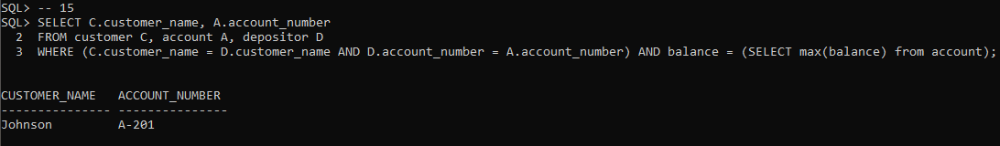 SQL> -- 15
SQL> SELECT C.customer_name, A.account_number
  2  FROM customer C, account A, depositor D
  3  WHERE (C.customer_name = D.customer_name AND D.account_number = A.account_number) AND balance = (SELECT max(balance) from account);
CUSTOMER_NAME   ACCOUNT_NUMBER
--------------- ---------------
Johnson         A-201